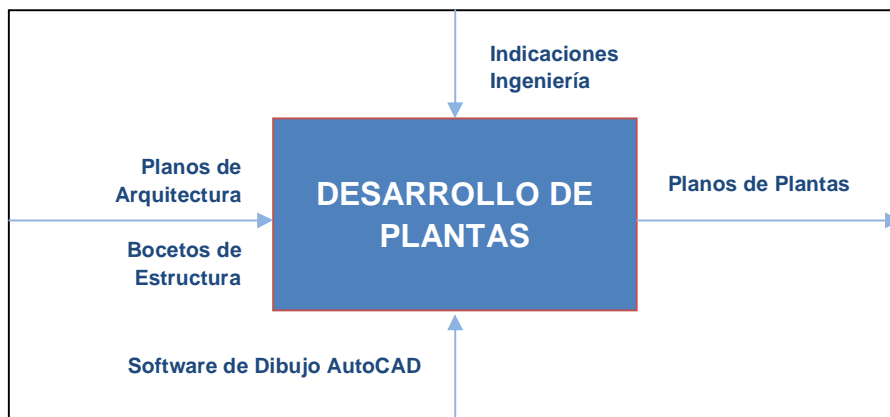 Indicaciones
Ingeniería
Planos de
Arquitectura
Bocetos de
Estructura
DESARROLLO DE
PLANTAS
Planos de Plantas
Software de Dibujo AutoCAD